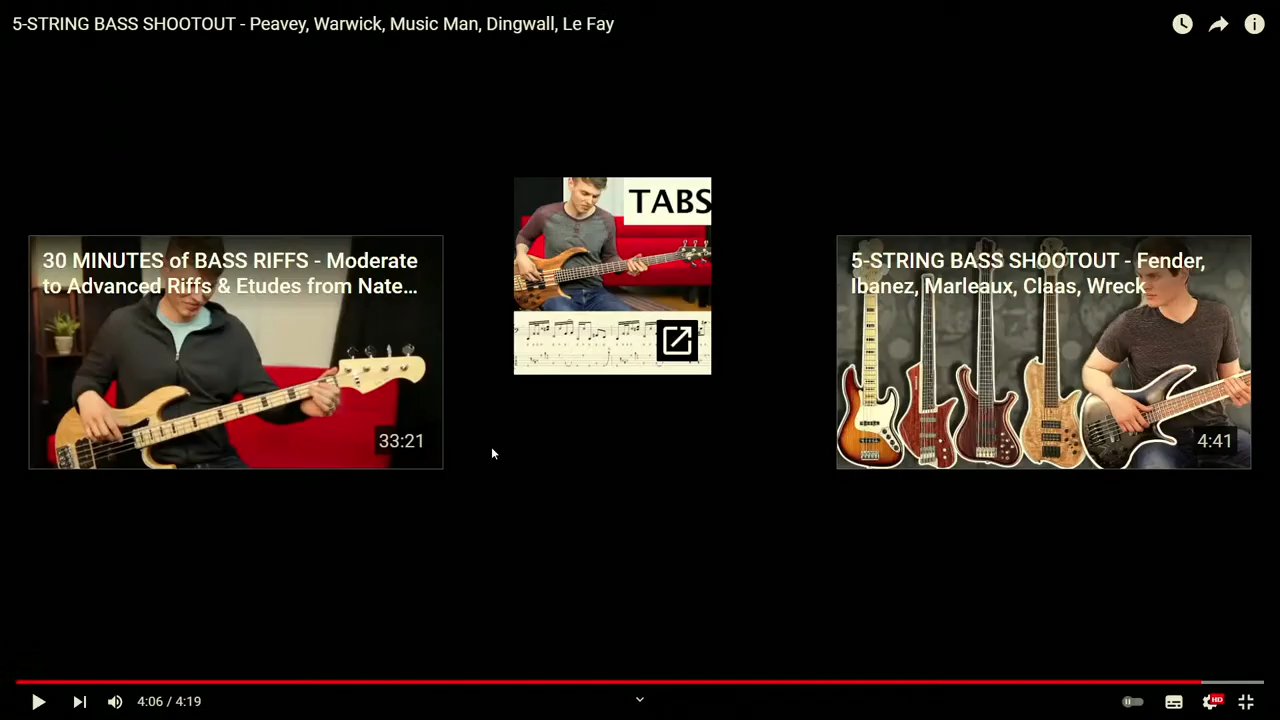 5-STRING BASS SHOOTOUT - Peavey, Warwick, Music Man, Dingwall, Le Fay
TABS
30 MINUTES of BASS RIFFS - Moderate
to Advanced Riffs & Etudes from Nate...
33:21
5-STRING BASS SHOOTOUT - Fender,
Ibanez, Marleaux, Claas, Wreck
4:41
4:06 / 4:19
HD